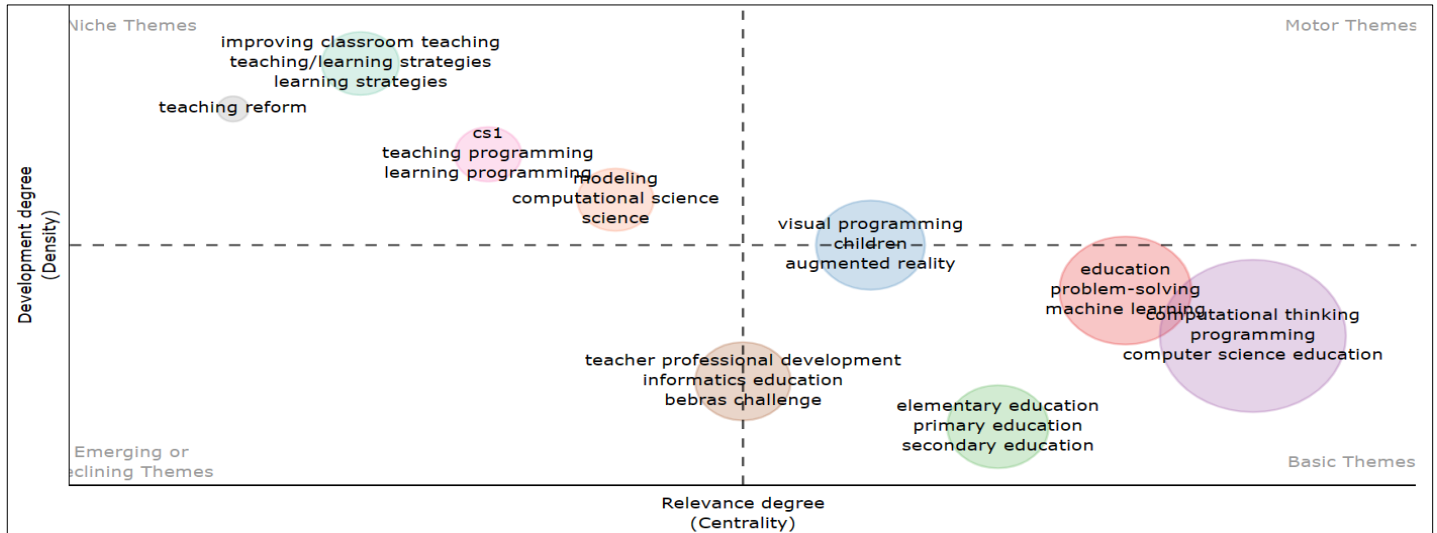 Niche Themes
Motor Themes
improving classroom teaching
teaching/learning strategies
learning strategies
teaching reform
cs1
teaching programming
learning programming
modeling
computational science
science
visual programming
children
augmented reality
education
problem-solving
machine learning
computational thinking
programming
computer science education
teacher professional development
informatics education
bebras challenge
elementary education
primary education
secondary education
Emerging or
eclining Themes
Basic Themes
Development degree
(Density)
Relevance degree
(Centrality)